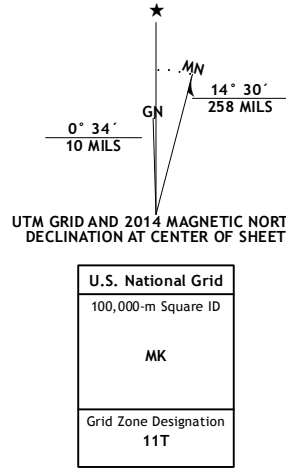 MN
GN
14° 30´
258 MILS
0° 34´
10 MILS
UTM GRID AND 2014 MAGNETIC NORT
DECLINATION AT CENTER OF SHEET
U.S. National Grid
100,000-m Square ID
MK
Grid Zone Designation
11T